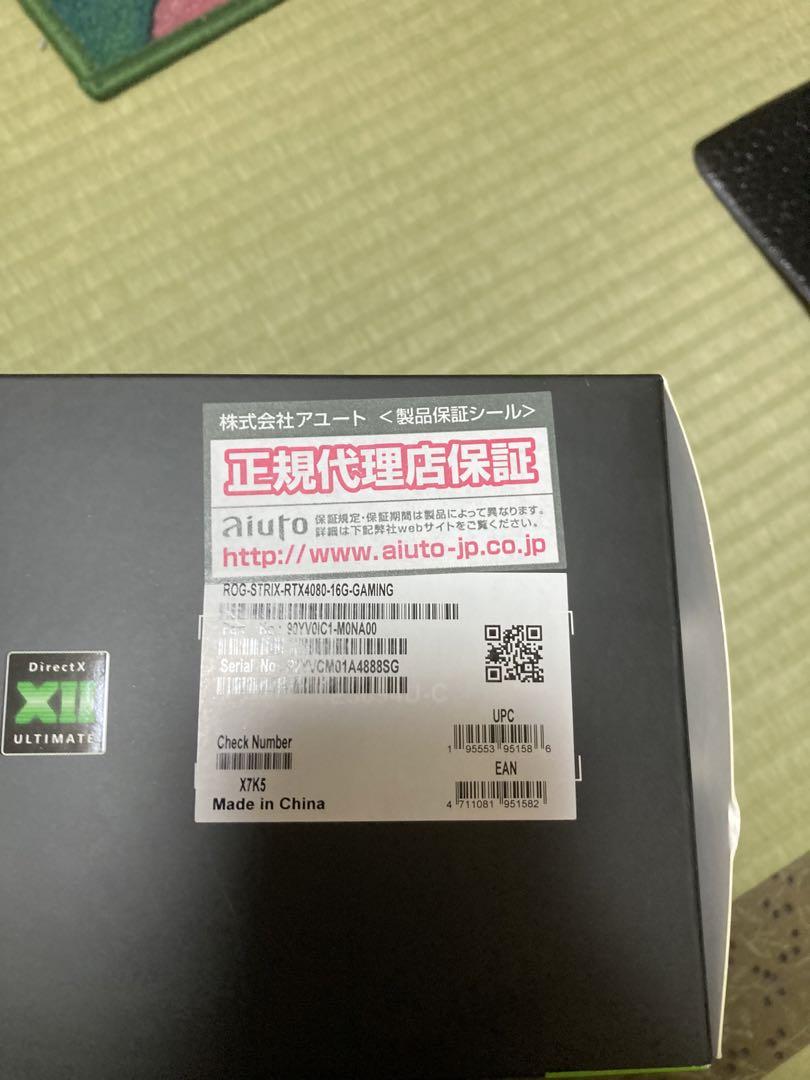 株式会社アユート <製品保証シール>
正規代理店保証
aiuto 保証規定・保証期間は製品によって異なります。
詳細は下記弊社webサイトをご覧ください。
http://www.aiuto-jp.co.jp
ROG-STRIX-RTX4080-16G-GAMING
No.: 90YV0IC1-M0NA00
Serial No
UPC
1 95553 95158 6
EAN
4 711081 951582
Check Number
X7K5
Made in China
DirectX
XII
ULTIMATE